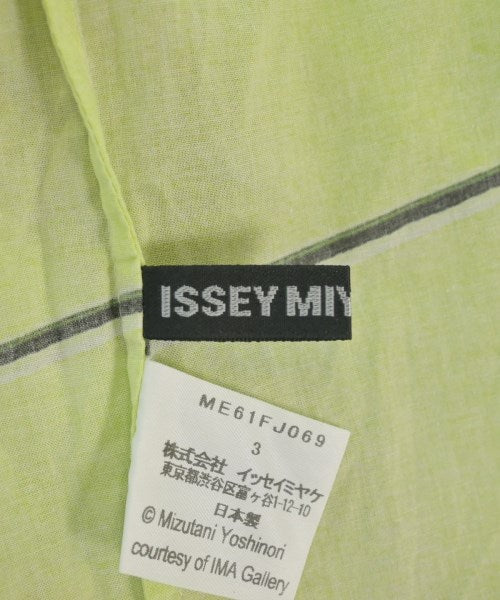 ISSEY MIY
ME61FJ069
3
株式会社 イッセイミヤケ
東京都渋谷区富ヶ谷1-12-10
日本製
© Mizutani Yoshinori
courtesy of IMA Gallery